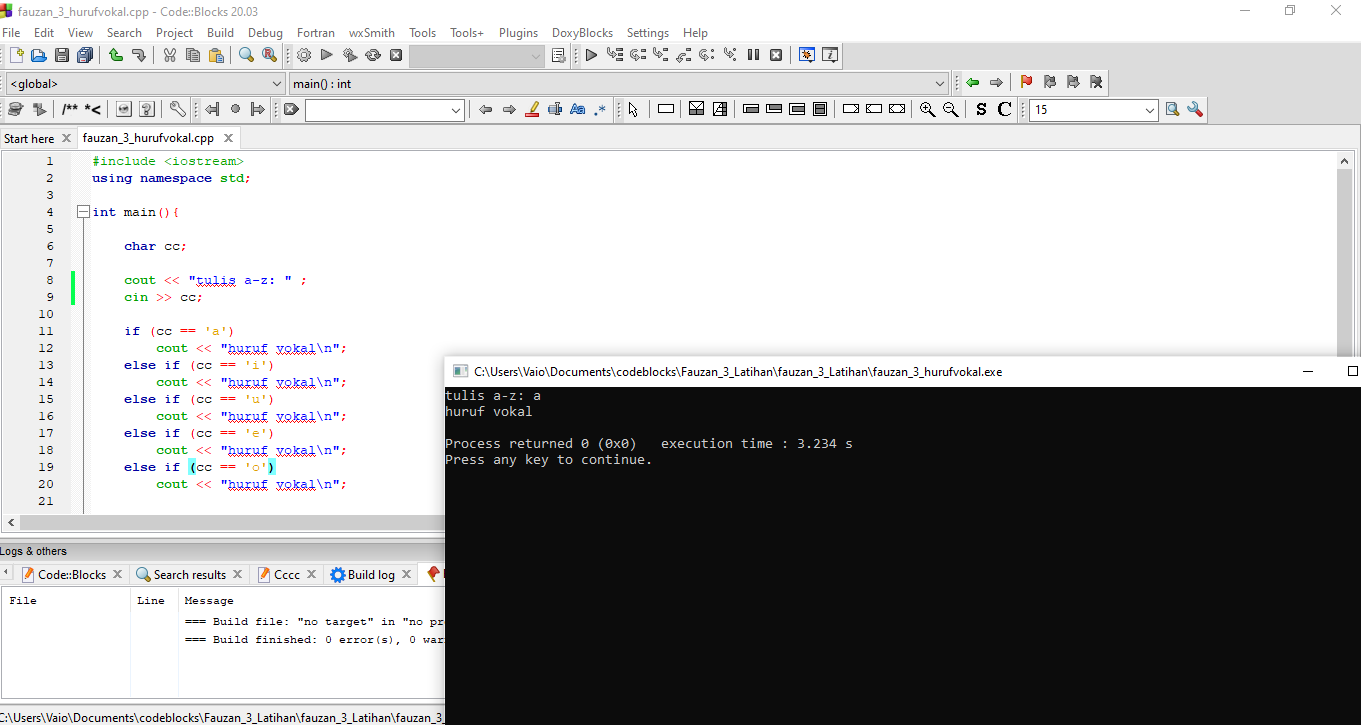 fauzan_3_hurufvokal.cpp - Code::Blocks 20.03
File Edit View Search Project Build Debug Fortran wxSmith Tools Tools+ Plugins DoxyBlocks Settings Help
<global> main() : int
/** *< Aa .* S C 15
Start here fauzan_3_hurufvokal.cpp
1 #include <iostream>
2 using namespace std;
3
4 int main(){
5
6 char cc;
7
8 cout << "tulis a-z: " ;
9 cin >> cc;
10
11 if (cc == 'a')
12 cout << "huruf vokal\n";
13 else if (cc == 'i')
14 cout << "huruf vokal\n";
15 else if (cc == 'u')
16 cout << "huruf vokal\n";
17 else if (cc == 'e')
18 cout << "huruf vokal\n";
19 else if (cc == 'o')
20 cout << "huruf vokal\n";
21
C:\Users\Vaio\Documents\codeblocks\Fauzan_3_Latihan\fauzan_3_Latihan\fauzan_3_hurufvokal.exe
tulis a-z: a
huruf vokal
Process returned 0 (0x0) execution time : 3.234 s
Press any key to continue.
Logs & others
Code::Blocks Search results Cccc Build log
File Line Message
=== Build file: "no target" in "no pr
=== Build finished: 0 error(s), 0 war
C:\Users\Vaio\Documents\codeblocks\Fauzan_3_Latihan\fauzan_3_Latihan\fauzan_3